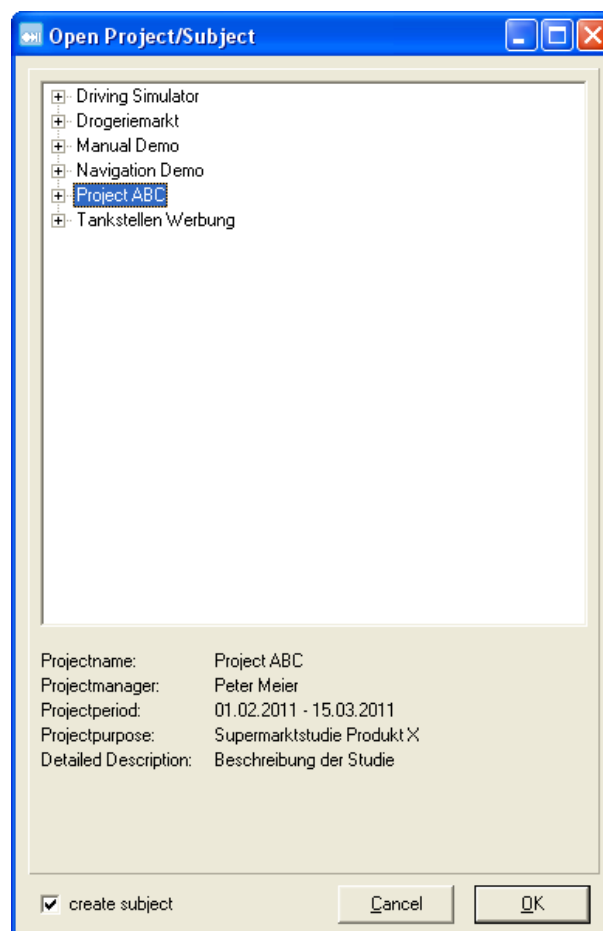 Open Project/Subject
Driving Simulator
Drogeriemarkt
Manual Demo
Navigation Demo
Project ABC
Tankstellen Werbung
Projectname: Project ABC
Projectmanager: Peter Meier
Projectperiod: 01.02.2011 - 15.03.2011
Projectpurpose: Supermarktstudie Produkt X
Detailed Description: Beschreibung der Studie
create subject Cancel OK